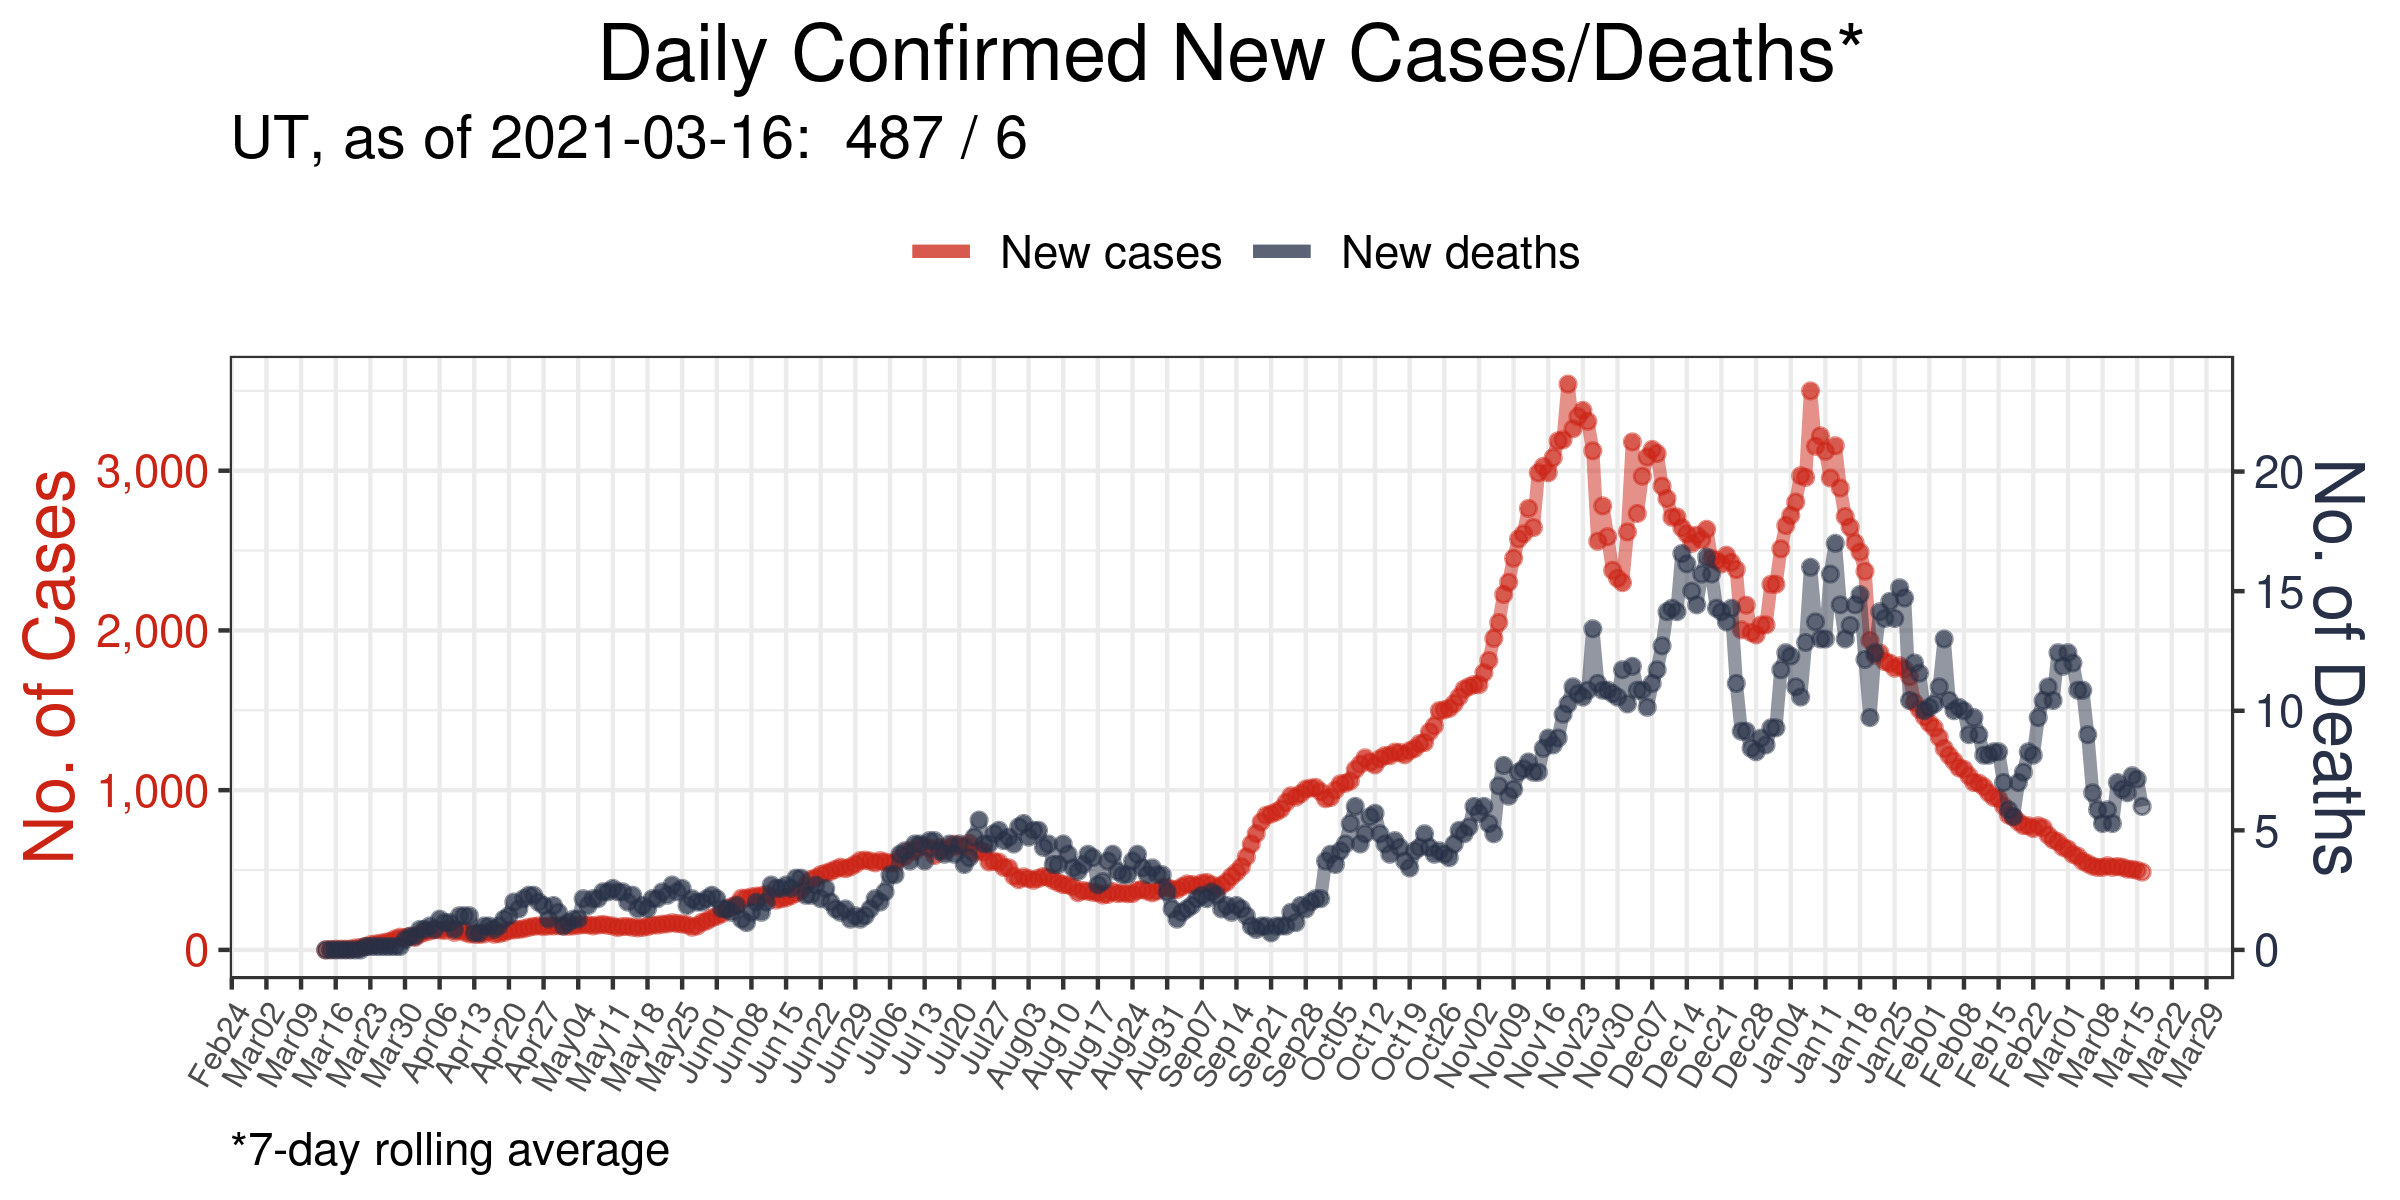 Daily Confirmed New Cases/Deaths*
UT, as of 2021-03-16:  487 / 6
New cases New deaths
No. of Cases
3,000
2,000
1,000
0
20
15
10
5
0
No. of Deaths
Feb24 Mar02 Mar09 Mar16 Mar23 Mar30 Apr06 Apr13 Apr20 Apr27 May04 May11 May18 May25 Jun01 Jun08 Jun15 Jun22 Jun29 Jul06 Jul13 Jul20 Jul27 Aug03 Aug10 Aug17 Aug24 Aug31 Sep07 Sep14 Sep21 Sep28 Oct05 Oct12 Oct19 Oct26 Nov02 Nov09 Nov16 Nov23 Nov30 Dec07 Dec14 Dec21 Dec28 Jan04 Jan11 Jan18 Jan25 Feb01 Feb08 Feb15 Feb22 Mar01 Mar08 Mar15 Mar22 Mar29
*7-day rolling average